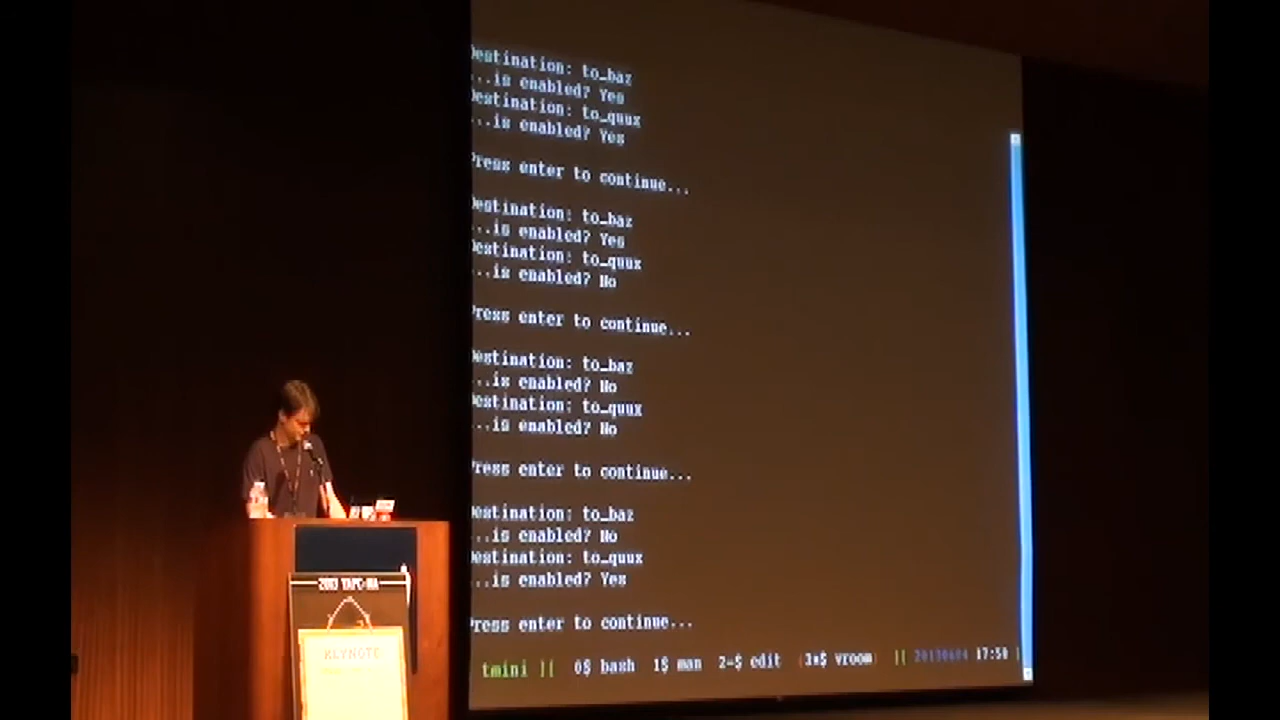 Destination: to_baz
...is enabled? Yes
Destination: to_quux
...is enabled? Yes
Press enter to continue...
Destination: to_baz
...is enabled? Yes
Destination: to_quux
...is enabled? No
Press enter to continue...
Destination: to_baz
...is enabled? No
Destination: to_quux
...is enabled? No
Press enter to continue...
Destination: to_baz
...is enabled? No
Destination: to_quux
...is enabled? Yes
Press enter to continue...
tmini ][ 0$ bash 1$ man 2-$ edit (3*$ vroom) ][ 20130604 17:50 ]
2013 YAPC::NA
KEYNOTE